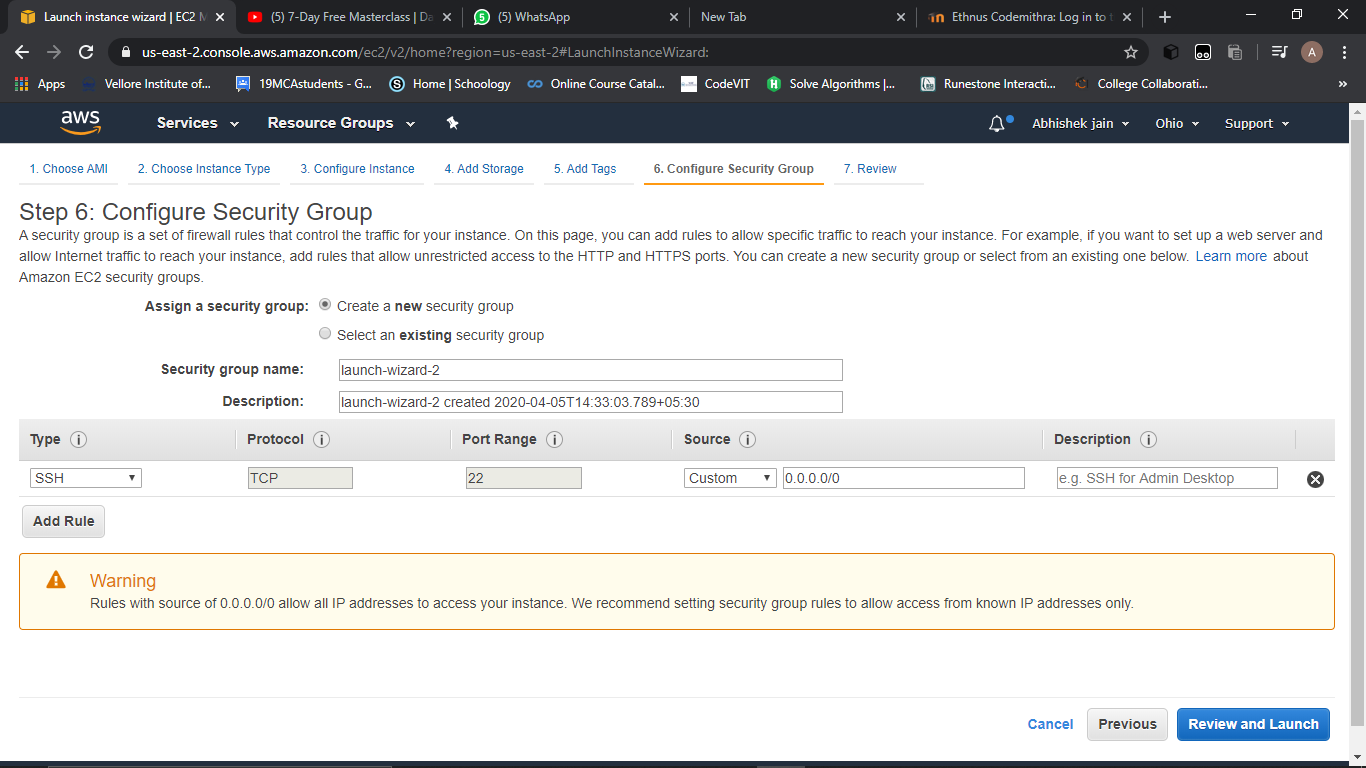 Launch instance wizard | EC2 M
(5) 7-Day Free Masterclass | Da
(5) WhatsApp
New Tab
Ethnus Codemithra: Log in to t
us-east-2.console.aws.amazon.com/ec2/v2/home?region=us-east-2#LaunchInstanceWizard:
A
Apps
Vellore Institute of...
19MCAstudents - G...
Home | Schoology
Online Course Catal...
CodeVIT
Solve Algorithms |...
Runestone Interacti...
College Collaborati...
»
aws
Services
Resource Groups
Abhishek jain
Ohio
Support
1. Choose AMI
2. Choose Instance Type
3. Configure Instance
4. Add Storage
5. Add Tags
6. Configure Security Group
7. Review
Step 6: Configure Security Group
A security group is a set of firewall rules that control the traffic for your instance. On this page, you can add rules to allow specific traffic to reach your instance. For example, if you want to set up a web server and
allow Internet traffic to reach your instance, add rules that allow unrestricted access to the HTTP and HTTPS ports. You can create a new security group or select from an existing one below. Learn more about
Amazon EC2 security groups.
Assign a security group: Create a new security group
Select an existing security group
Security group name: launch-wizard-2
Description: launch-wizard-2 created 2020-04-05T14:33:03.789+05:30
Type i Protocol i Port Range i Source i Description i
SSH TCP 22 Custom 0.0.0.0/0 e.g. SSH for Admin Desktop
Add Rule
Warning
Rules with source of 0.0.0.0/0 allow all IP addresses to access your instance. We recommend setting security group rules to allow access from known IP addresses only.
Cancel Previous Review and Launch